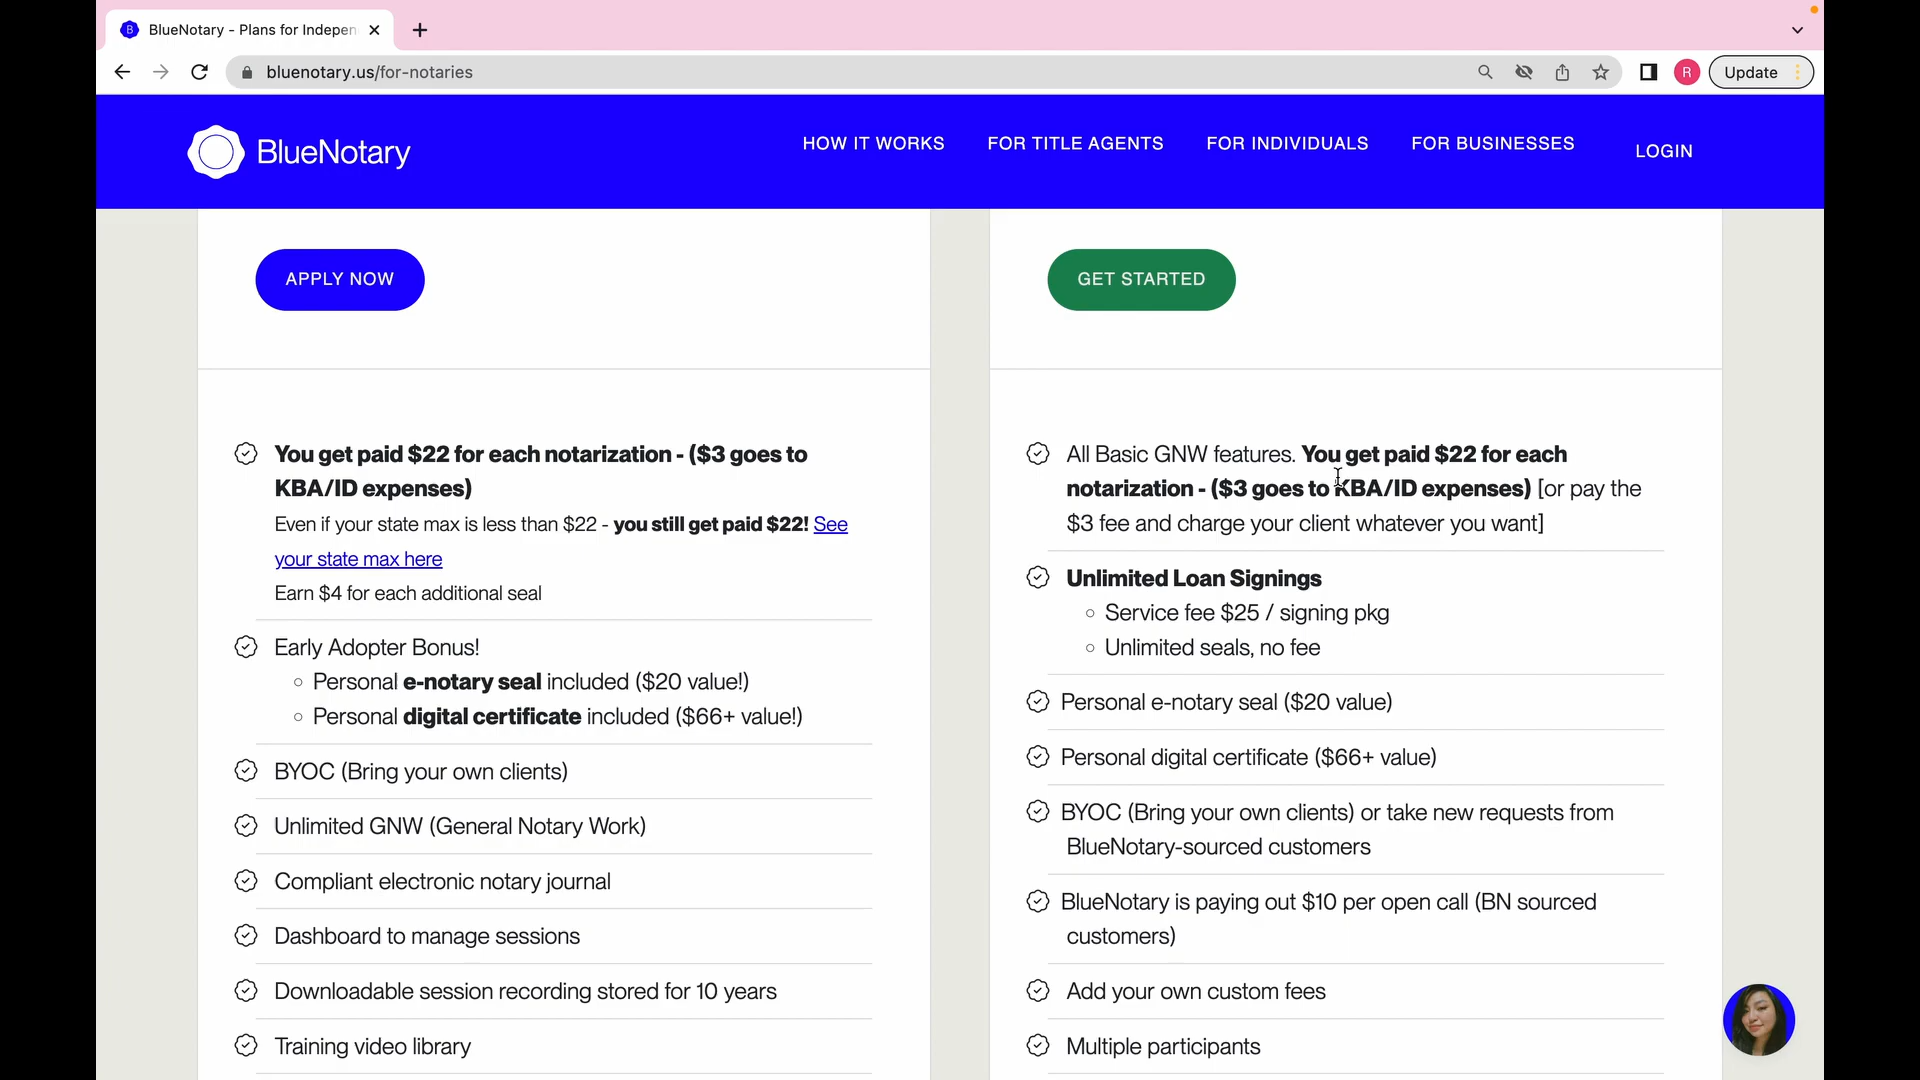 BlueNotary - Plans for Indepen
bluenotary.us/for-notaries
R
Update
BlueNotary
HOW IT WORKS
FOR TITLE AGENTS
FOR INDIVIDUALS
FOR BUSINESSES
LOGIN
APPLY NOW
You get paid $22 for each notarization - ($3 goes to
KBA/ID expenses)
Even if your state max is less than $22 - you still get paid $22! See
your state max here
Earn $4 for each additional seal
Early Adopter Bonus!
Personal e-notary seal included ($20 value!)
Personal digital certificate included ($66+ value!)
BYOC (Bring your own clients)
Unlimited GNW (General Notary Work)
Compliant electronic notary journal
Dashboard to manage sessions
Downloadable session recording stored for 10 years
Training video library
GET STARTED
All Basic GNW features. You get paid $22 for each
notarization - ($3 goes to KBA/ID expenses) [or pay the
$3 fee and charge your client whatever you want]
Unlimited Loan Signings
Service fee $25 / signing pkg
Unlimited seals, no fee
Personal e-notary seal ($20 value)
Personal digital certificate ($66+ value)
BYOC (Bring your own clients) or take new requests from
BlueNotary-sourced customers
BlueNotary is paying out $10 per open call (BN sourced
customers)
Add your own custom fees
Multiple participants